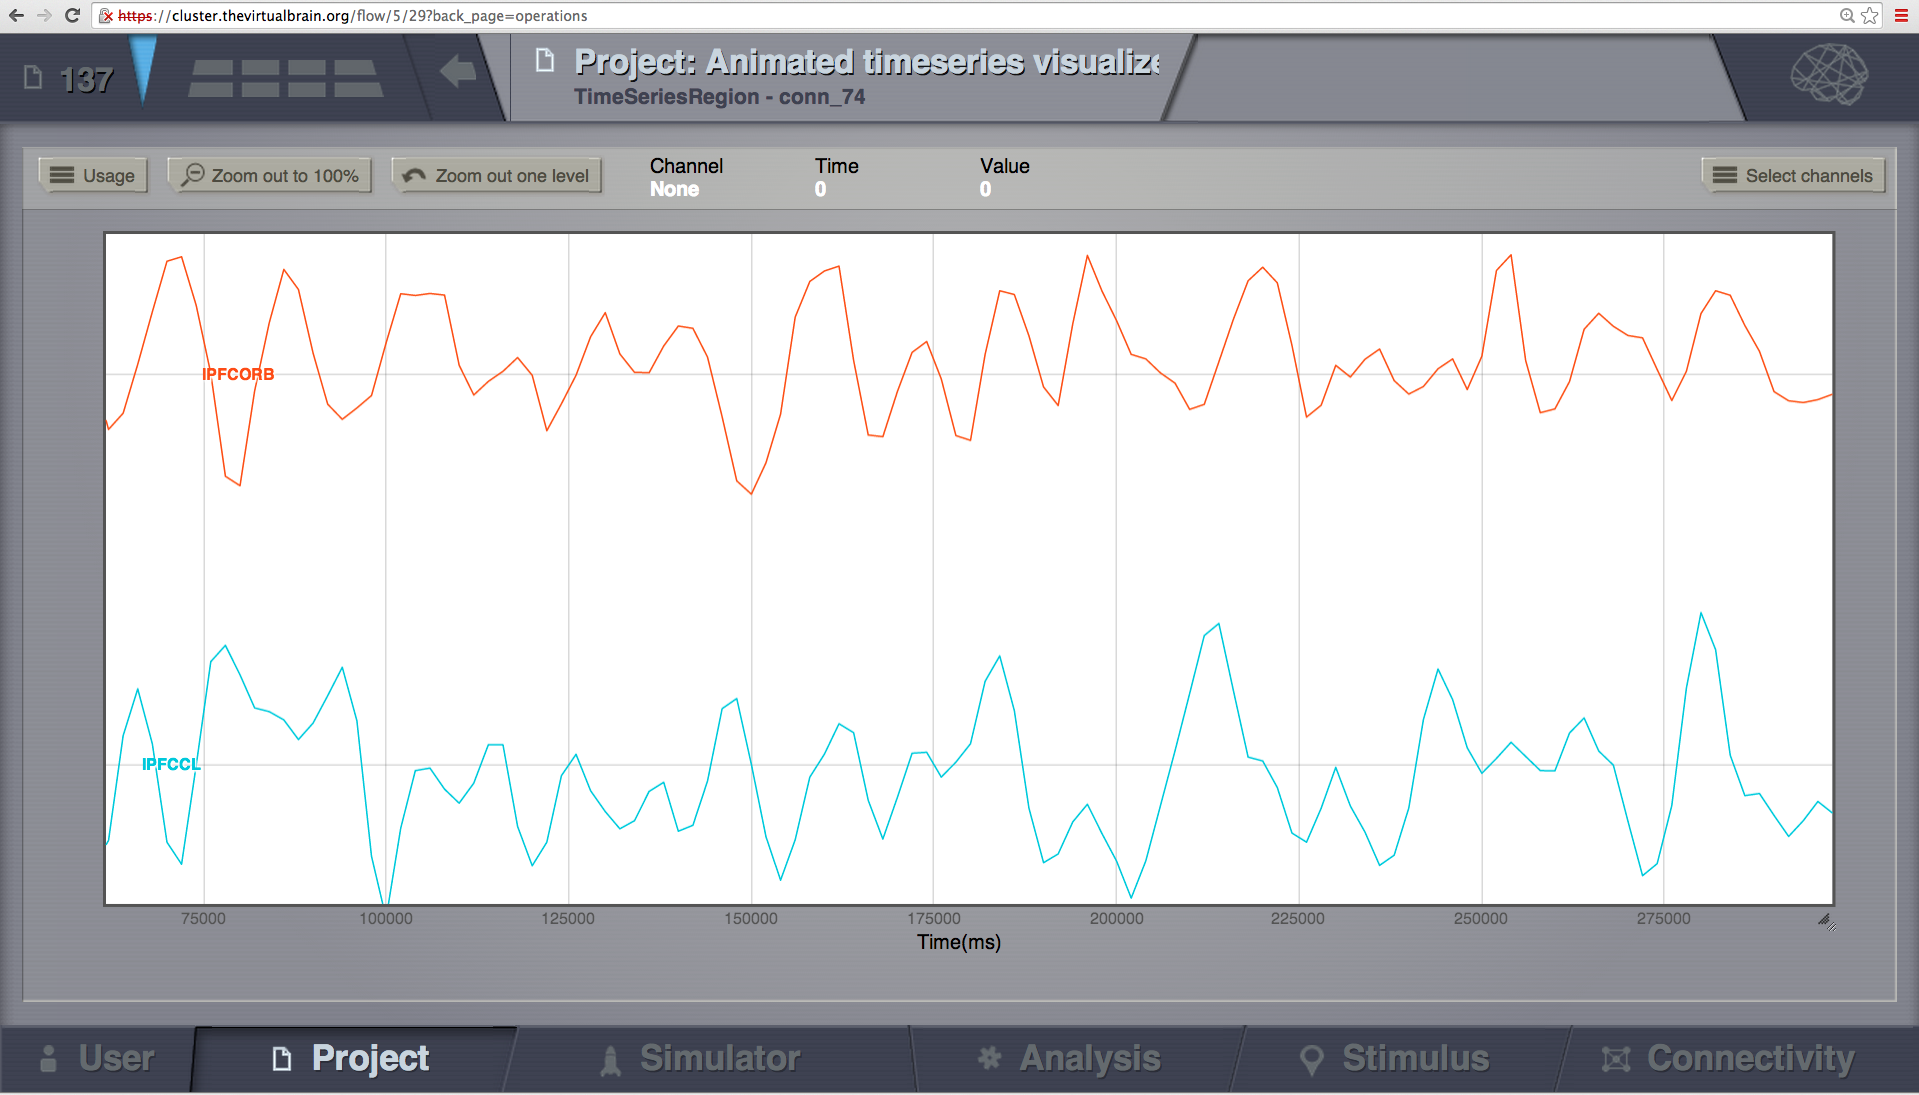 https://cluster.thevirtualbrain.org/flow/5/29?back_page=operations
137
Project: Animated timeseries visualize
TimeSeriesRegion - conn_74
Usage
Zoom out to 100%
Zoom out one level
Channel
None
Time
0
Value
0
Select channels
lPFCORB
lPFCCL
75000 100000 125000 150000 175000 200000 225000 250000 275000
Time(ms)
User
Project
Simulator
Analysis
Stimulus
Connectivity